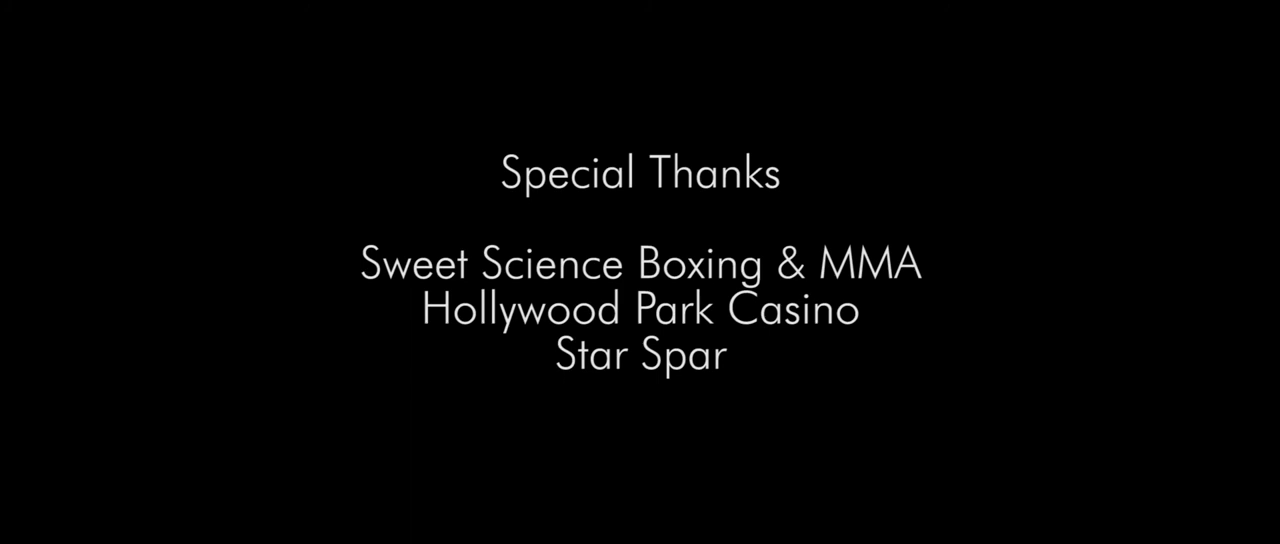 Special Thanks
Sweet Science Boxing & MMA
Hollywood Park Casino
Star Spar